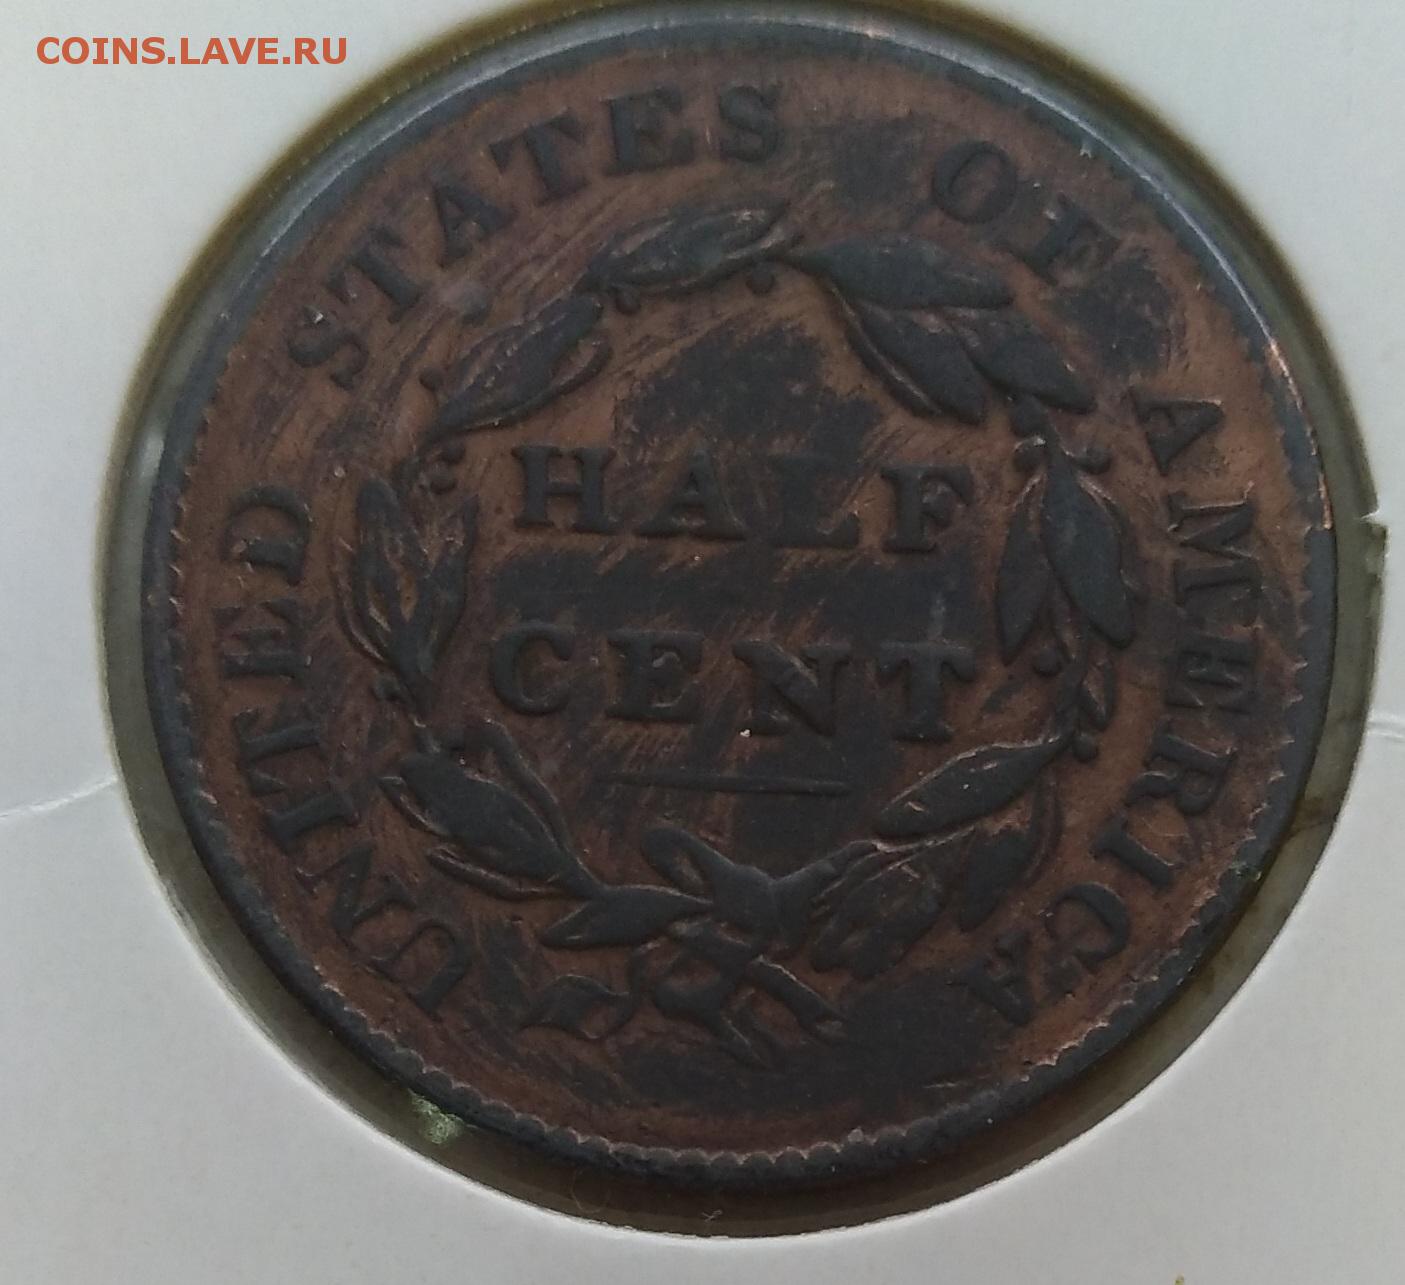 COINS.LAVE.RU
UNITED STATES OF AMERICA
HALF
CENT